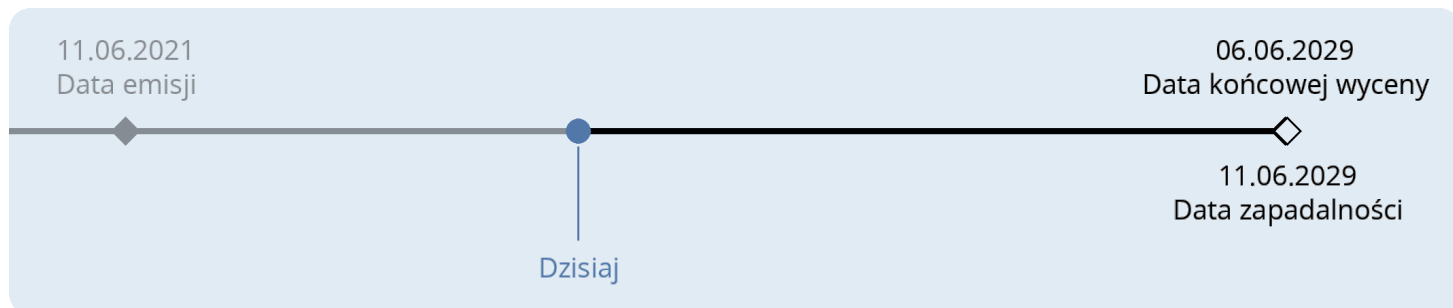 11.06.2021
Data emisji
06.06.2029
Data końcowej wyceny
11.06.2029
Data zapadalności
Dzisiaj